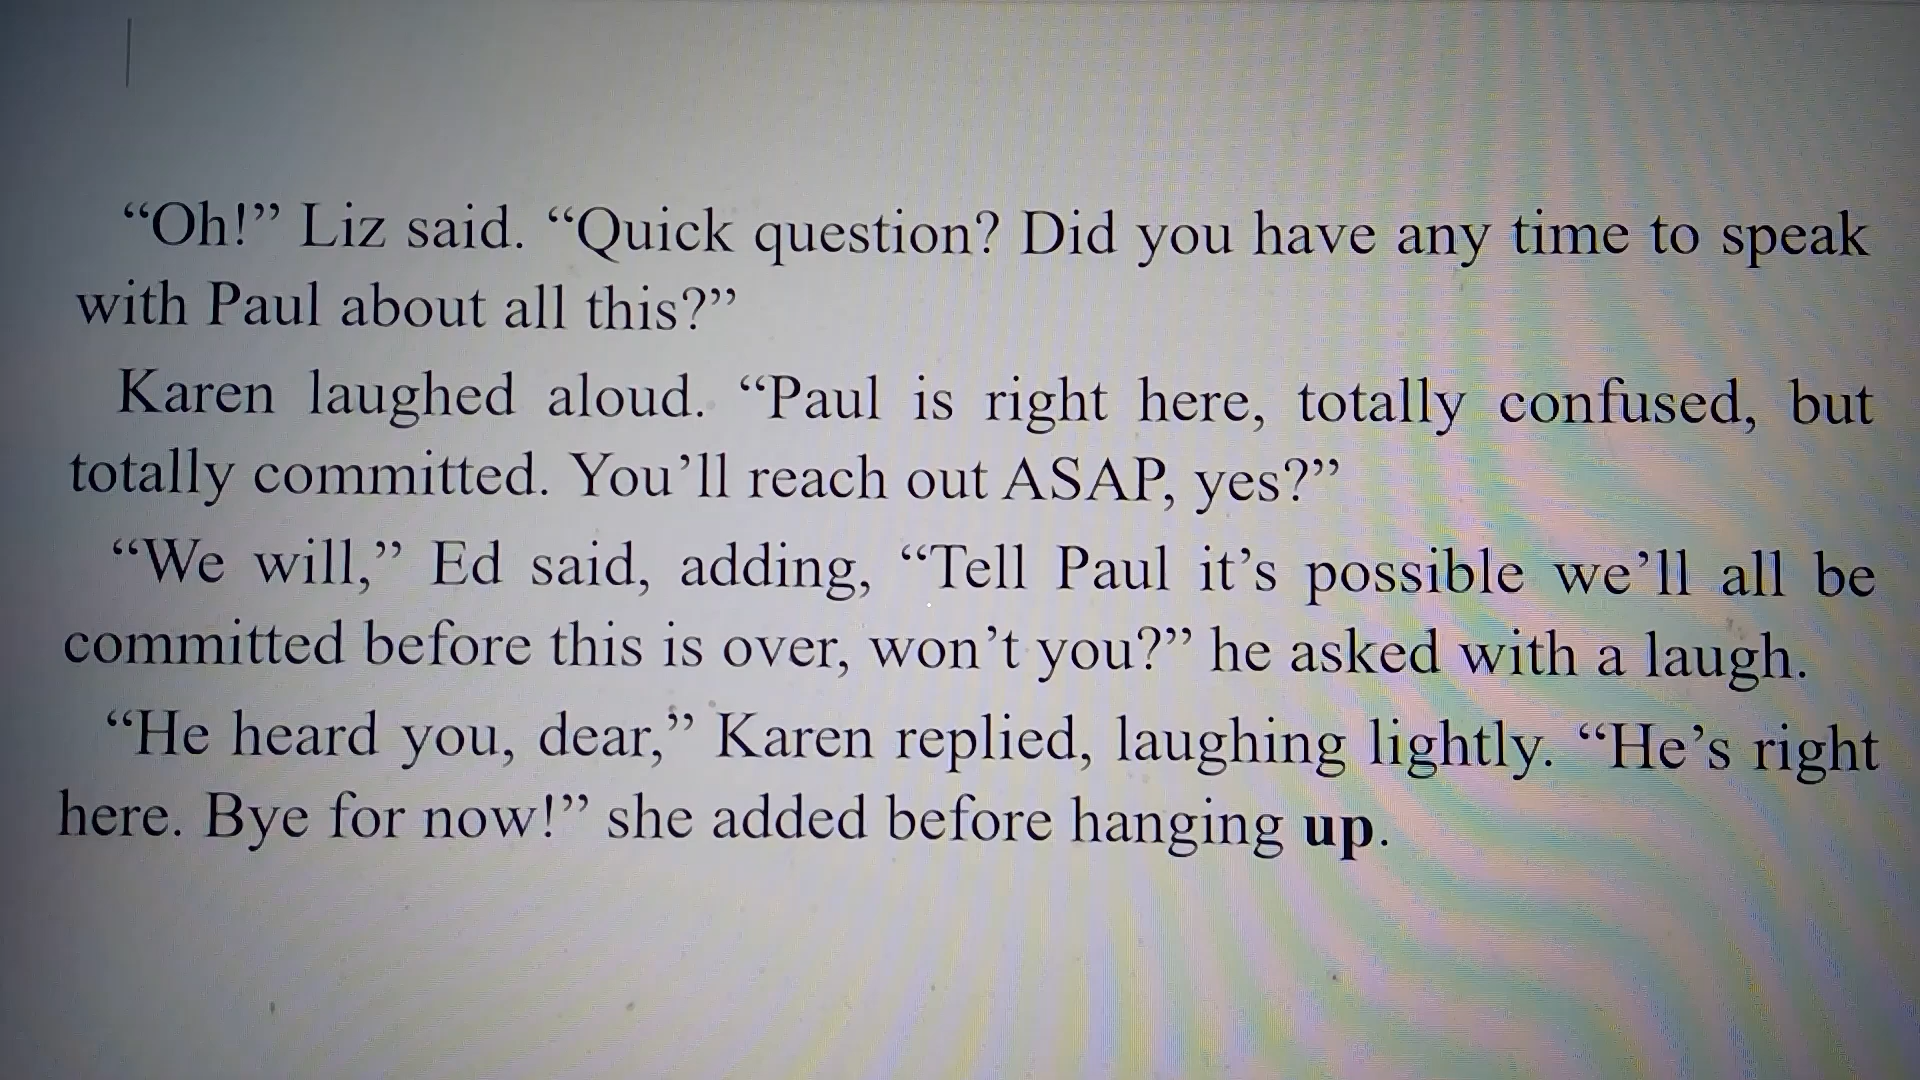 “Oh!” Liz said. “Quick question? Did you have any time to speak
with Paul about all this?”
Karen laughed aloud. “Paul is right here, totally confused, but
totally committed. You’ll reach out ASAP, yes?”
“We will,” Ed said, adding, “Tell Paul it’s possible we’ll all be
committed before this is over, won’t you?” he asked with a laugh.
“He heard you, dear,” Karen replied, laughing lightly. “He’s right
here. Bye for now!” she added before hanging up.